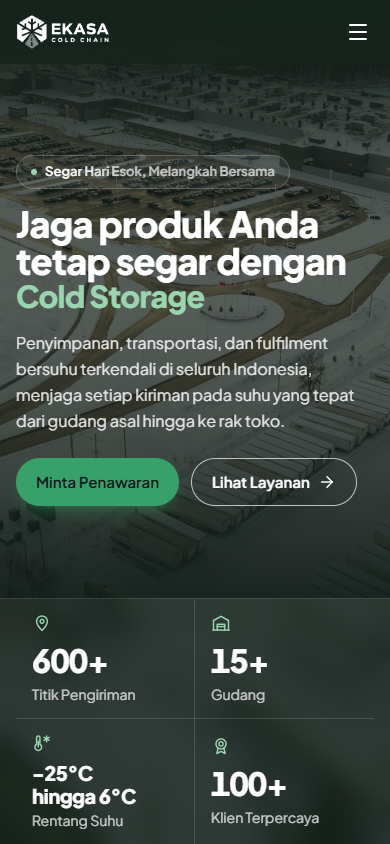 EKASA
COLD CHAIN
Segar Hari Esok, Melangkah Bersama
Jaga produk Anda
tetap segar dengan
Cold Storage
Penyimpanan, transportasi, dan fulfilment
bersuhu terkendali di seluruh Indonesia,
menjaga setiap kiriman pada suhu yang tepat
dari gudang asal hingga ke rak toko.
Minta Penawaran
Lihat Layanan →
600+
Titik Pengiriman
15+
Gudang
-25°C
hingga 6°C
Rentang Suhu
100+
Klien Terpercaya